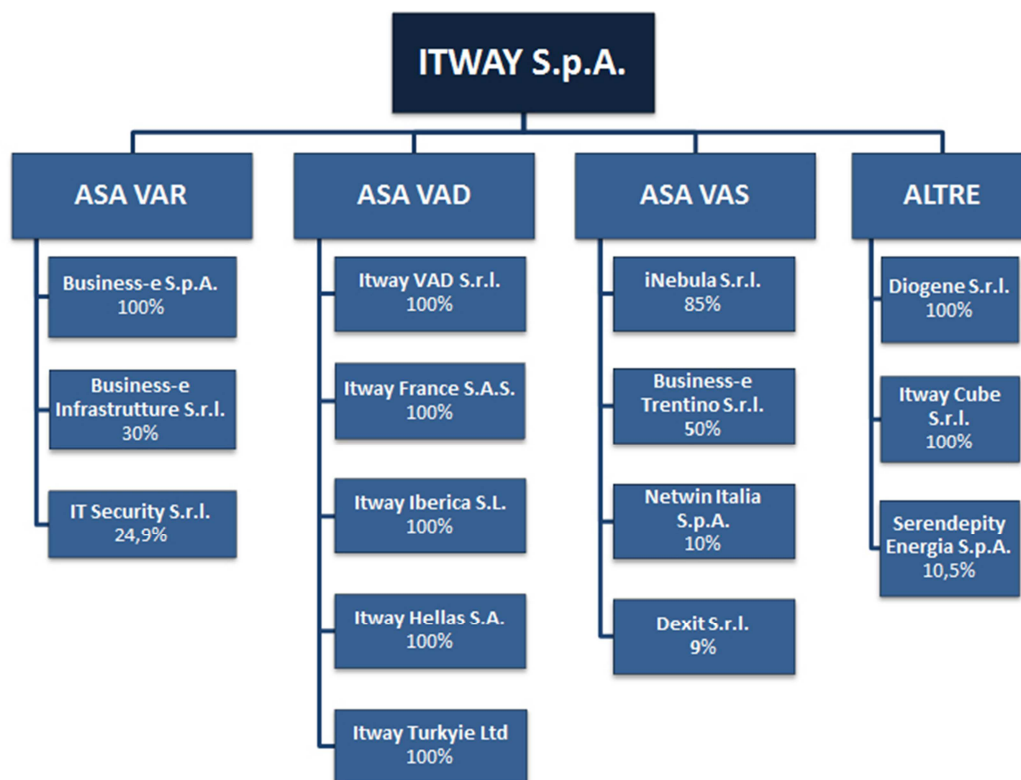 ITWAY S.p.A.
ASA VAR
Business-e S.p.A.
100%
Business-e
Infrastrutture S.r.l.
30%
IT Security S.r.l.
24,9%
ASA VAD
Itway VAD S.r.l.
100%
Itway France S.A.S.
100%
Itway Iberica S.L.
100%
Itway Hellas S.A.
100%
Itway Turkyie Ltd
100%
ASA VAS
iNebula S.r.l.
85%
Business-e
Trentino S.r.l.
50%
Netwin Italia
S.p.A.
10%
Dexit S.r.l.
9%
ALTRE
Diogene S.r.l.
100%
Itway Cube
S.r.l.
100%
Serendepity
Energia S.p.A.
10,5%